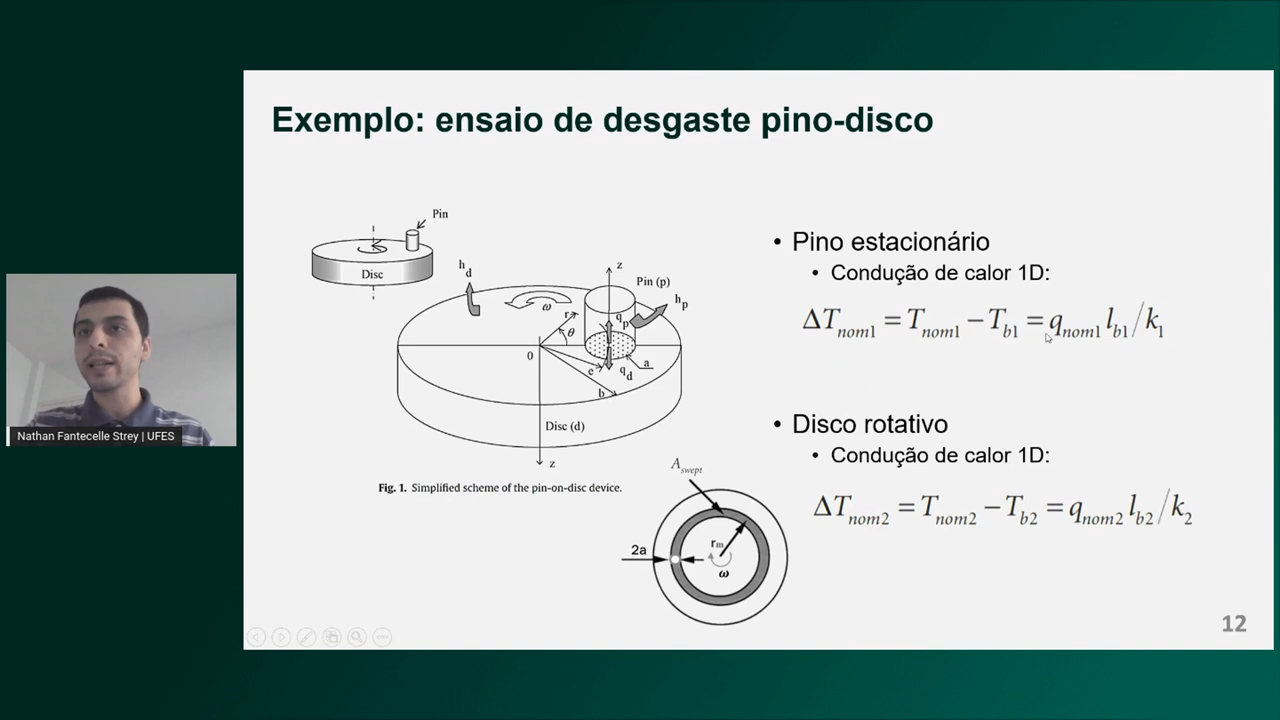 Exemplo: ensaio de desgaste pino-disco
Pin
Disc
h_d
ω
r
θ
0
e
b
z
Pin (p)
h_p
q_p
q_d
a
Disc (d)
z
Fig. 1. Simplified scheme of the pin-on-disc device.
A_swept
2a
r_m
ω
• Pino estacionário
• Condução de calor 1D:
ΔT_nom1 = T_nom1 − T_b1 = q_nom1 l_b1/k_1
• Disco rotativo
• Condução de calor 1D:
ΔT_nom2 = T_nom2 − T_b2 = q_nom2 l_b2/k_2
12
Nathan Fantecelle Strey | UFES